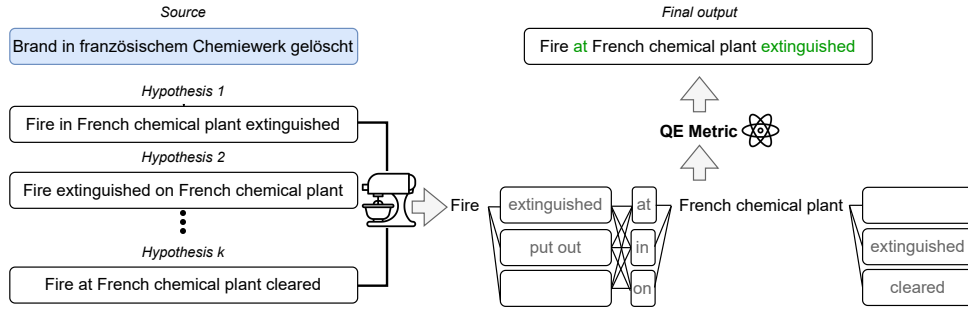 Source
Brand in französischem Chemiewerk gelöscht
Hypothesis 1
Fire in French chemical plant extinguished
Hypothesis 2
Fire extinguished on French chemical plant
Hypothesis k
Fire at French chemical plant cleared
Final output
Fire at French chemical plant extinguished
QE Metric
Fire
extinguished
put out
at
in
on
French chemical plant
extinguished
cleared